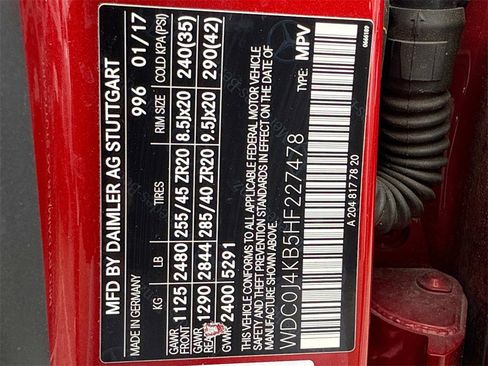 MFD BY DAIMLER AG STUTTGART
MADE IN GERMANY 996 01/17
KG LB TIRES RIM SIZE COLD KPA(PSI)
GAWR FRONT 1125 2480 255/45 ZR20 8.5Jx20 240(35)
GAWR REAR 1290 2844 285/40 ZR20 9.5Jx20 290(42)
GVWR 2400 5291
THIS VEHICLE CONFORMS TO ALL APPLICABLE FEDERAL MOTOR VEHICLE
SAFETY AND THEFT PREVENTION STANDARDS IN EFFECT ON THE DATE OF
MANUFACTURE SHOWN ABOVE.
TYPE: MPV
WDC0J4KB5HF227478
A 204 817 78 20